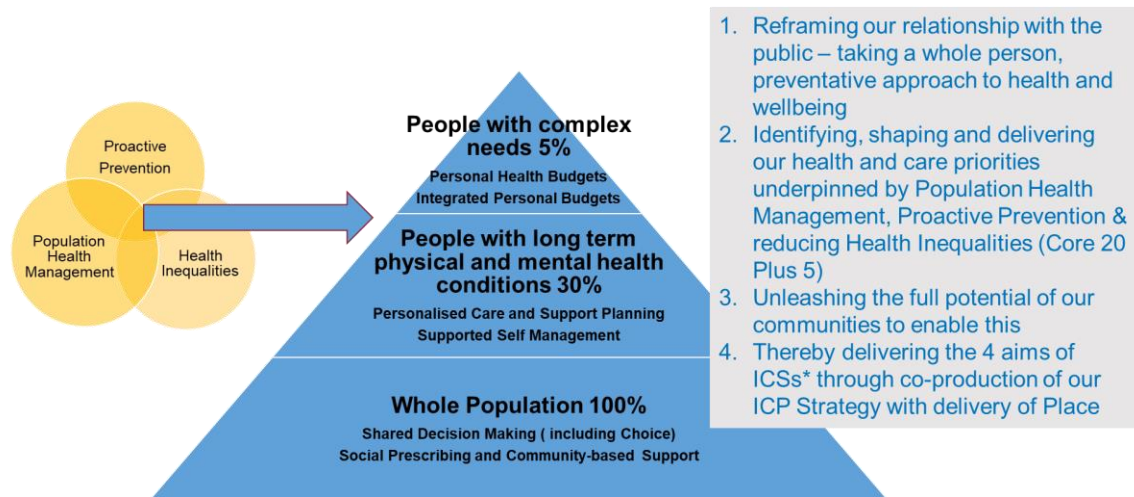 Proactive
Prevention
Population
Health
Management
Health
Inequalities
People with complex
needs 5%
Personal Health Budgets
Integrated Personal Budgets
People with long term
physical and mental health
conditions 30%
Personalised Care and Support Planning
Supported Self Management
Whole Population 100%
Shared Decision Making ( including Choice)
Social Prescribing and Community-based Support
1. Reframing our relationship with the
public – taking a whole person,
preventative approach to health and
wellbeing
2. Identifying, shaping and delivering
our health and care priorities
underpinned by Population Health
Management, Proactive Prevention &
reducing Health Inequalities (Core 20
Plus 5)
3. Unleashing the full potential of our
communities to enable this
4. Thereby delivering the 4 aims of
ICSs* through co-production of our
ICP Strategy with delivery of Place